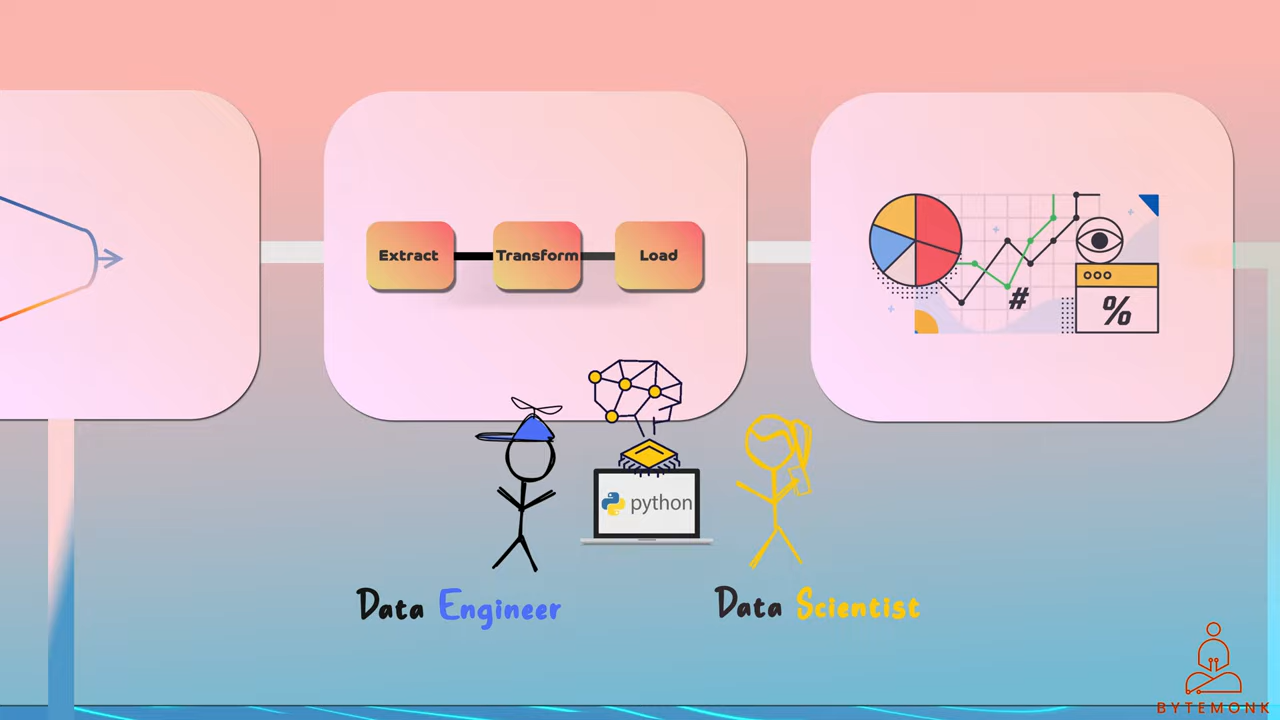 Extract
Transform
Load
#
%
python
Data Engineer
Data Scientist
BYTEMONK